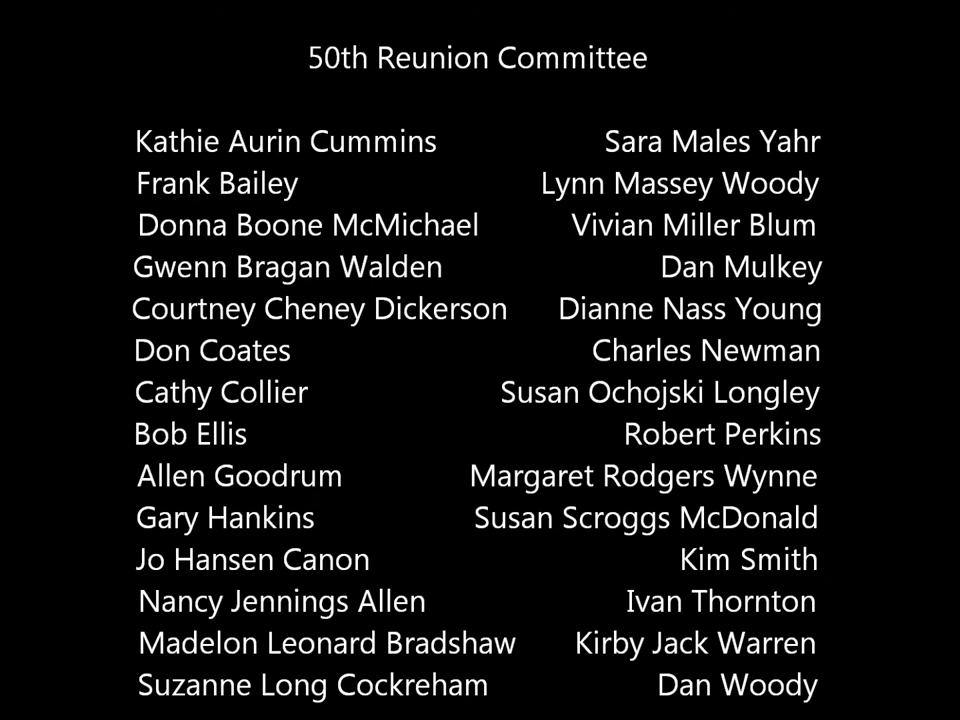 50th Reunion Committee
Kathie Aurin Cummins Sara Males Yahr
Frank Bailey Lynn Massey Woody
Donna Boone McMichael Vivian Miller Blum
Gwenn Bragan Walden Dan Mulkey
Courtney Cheney Dickerson Dianne Nass Young
Don Coates Charles Newman
Cathy Collier Susan Ochojski Longley
Bob Ellis Robert Perkins
Allen Goodrum Margaret Rodgers Wynne
Gary Hankins Susan Scroggs McDonald
Jo Hansen Canon Kim Smith
Nancy Jennings Allen Ivan Thornton
Madelon Leonard Bradshaw Kirby Jack Warren
Suzanne Long Cockreham Dan Woody